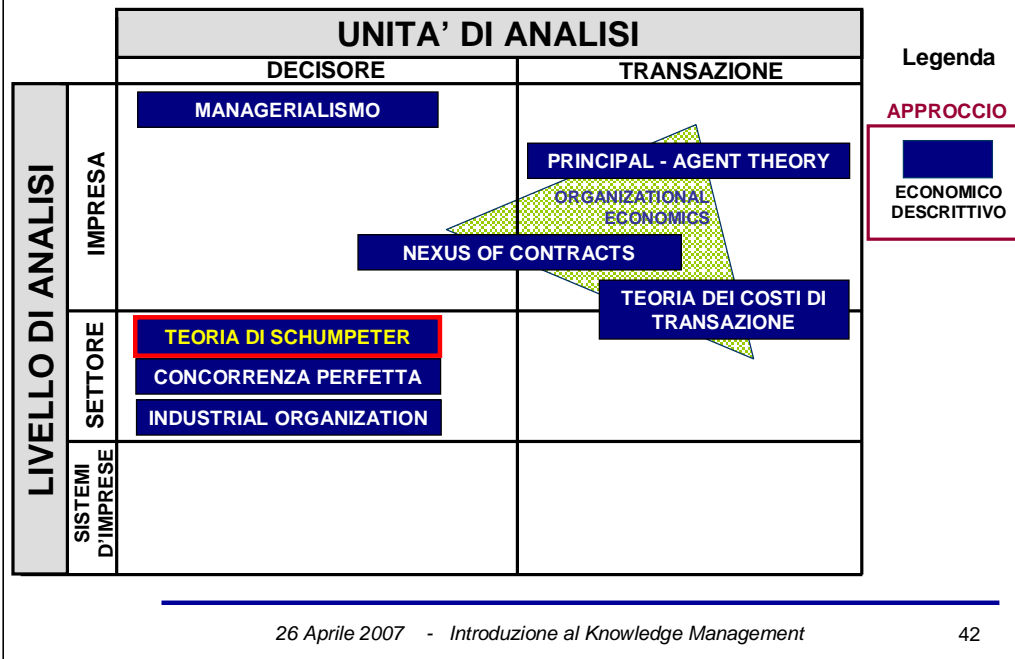 UNITA' DI ANALISI
DECISORE
TRANSAZIONE
Legenda
APPROCCIO
ECONOMICO
DESCRITTIVO
LIVELLO DI ANALISI
IMPRESA
MANAGERIALISMO
PRINCIPAL - AGENT THEORY
ORGANIZATIONAL
ECONOMICS
NEXUS OF CONTRACTS
TEORIA DEI COSTI DI
TRANSAZIONE
SETTORE
TEORIA DI SCHUMPETER
CONCORRENZA PERFETTA
INDUSTRIAL ORGANIZATION
SISTEMI
D'IMPRESE
26 Aprile 2007 - Introduzione al Knowledge Management
42